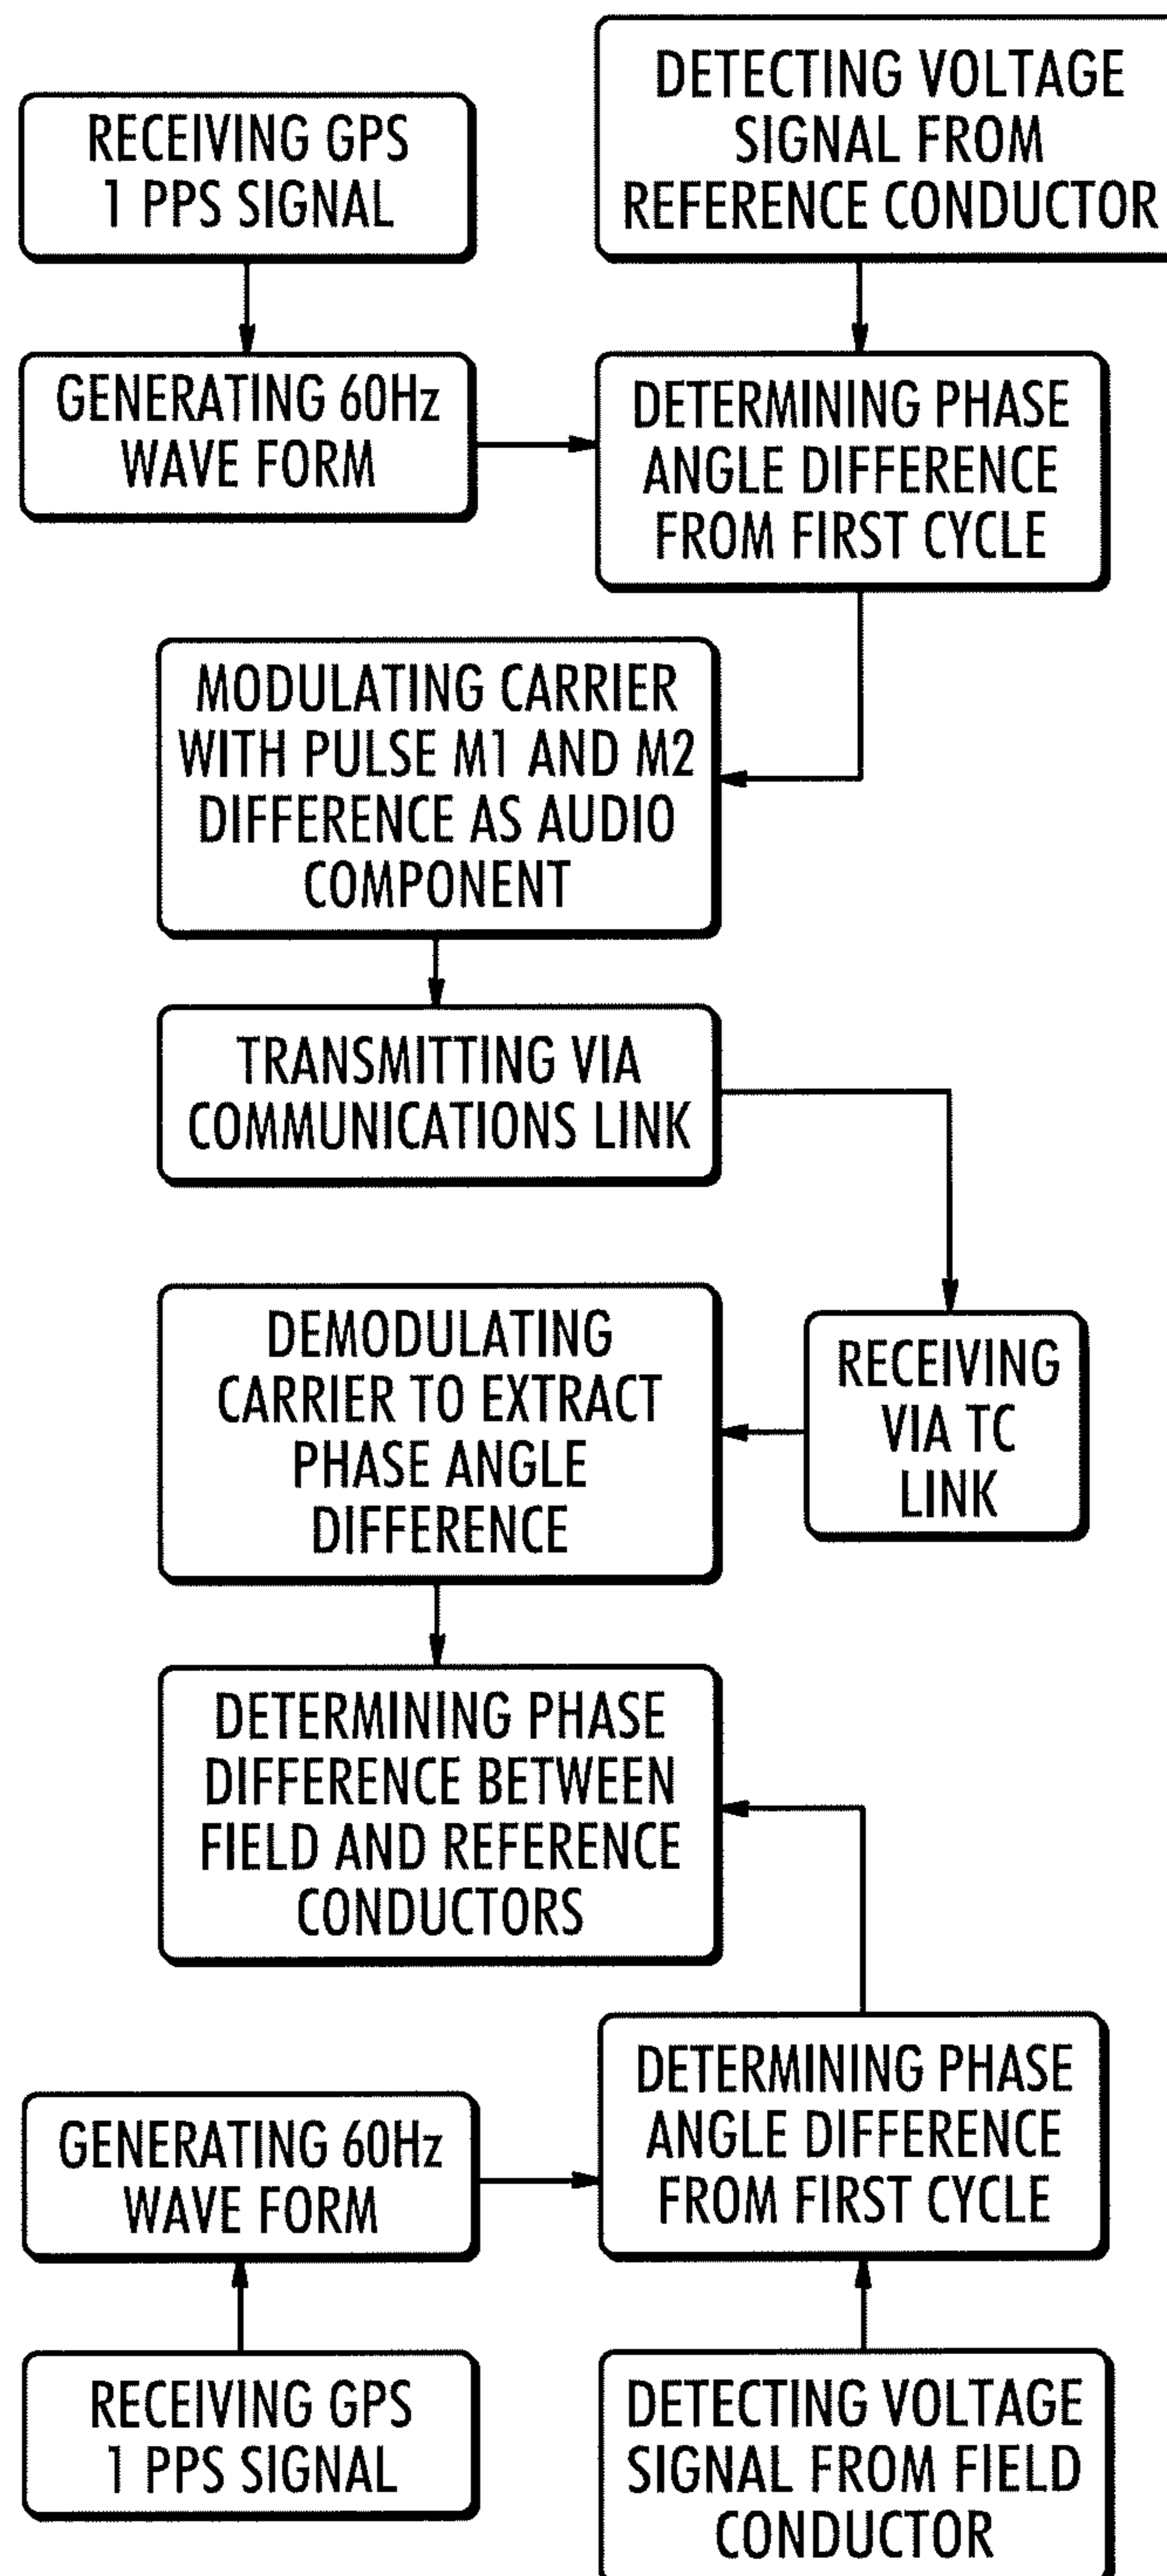 RECEIVING GPS
1 PPS SIGNAL
DETECTING VOLTAGE
SIGNAL FROM
REFERENCE CONDUCTOR
GENERATING 60Hz
WAVE FORM
DETERMINING PHASE
ANGLE DIFFERENCE
FROM FIRST CYCLE
MODULATING CARRIER
WITH PULSE M1 AND M2
DIFFERENCE AS AUDIO
COMPONENT
TRANSMITTING VIA
COMMUNICATIONS LINK
RECEIVING
VIA TC
LINK
DEMODULATING
CARRIER TO EXTRACT
PHASE ANGLE
DIFFERENCE
DETERMINING PHASE
DIFFERENCE BETWEEN
FIELD AND REFERENCE
CONDUCTORS
DETERMINING PHASE
ANGLE DIFFERENCE
FROM FIRST CYCLE
GENERATING 60Hz
WAVE FORM
RECEIVING GPS
1 PPS SIGNAL
DETECTING VOLTAGE
SIGNAL FROM FIELD
CONDUCTOR